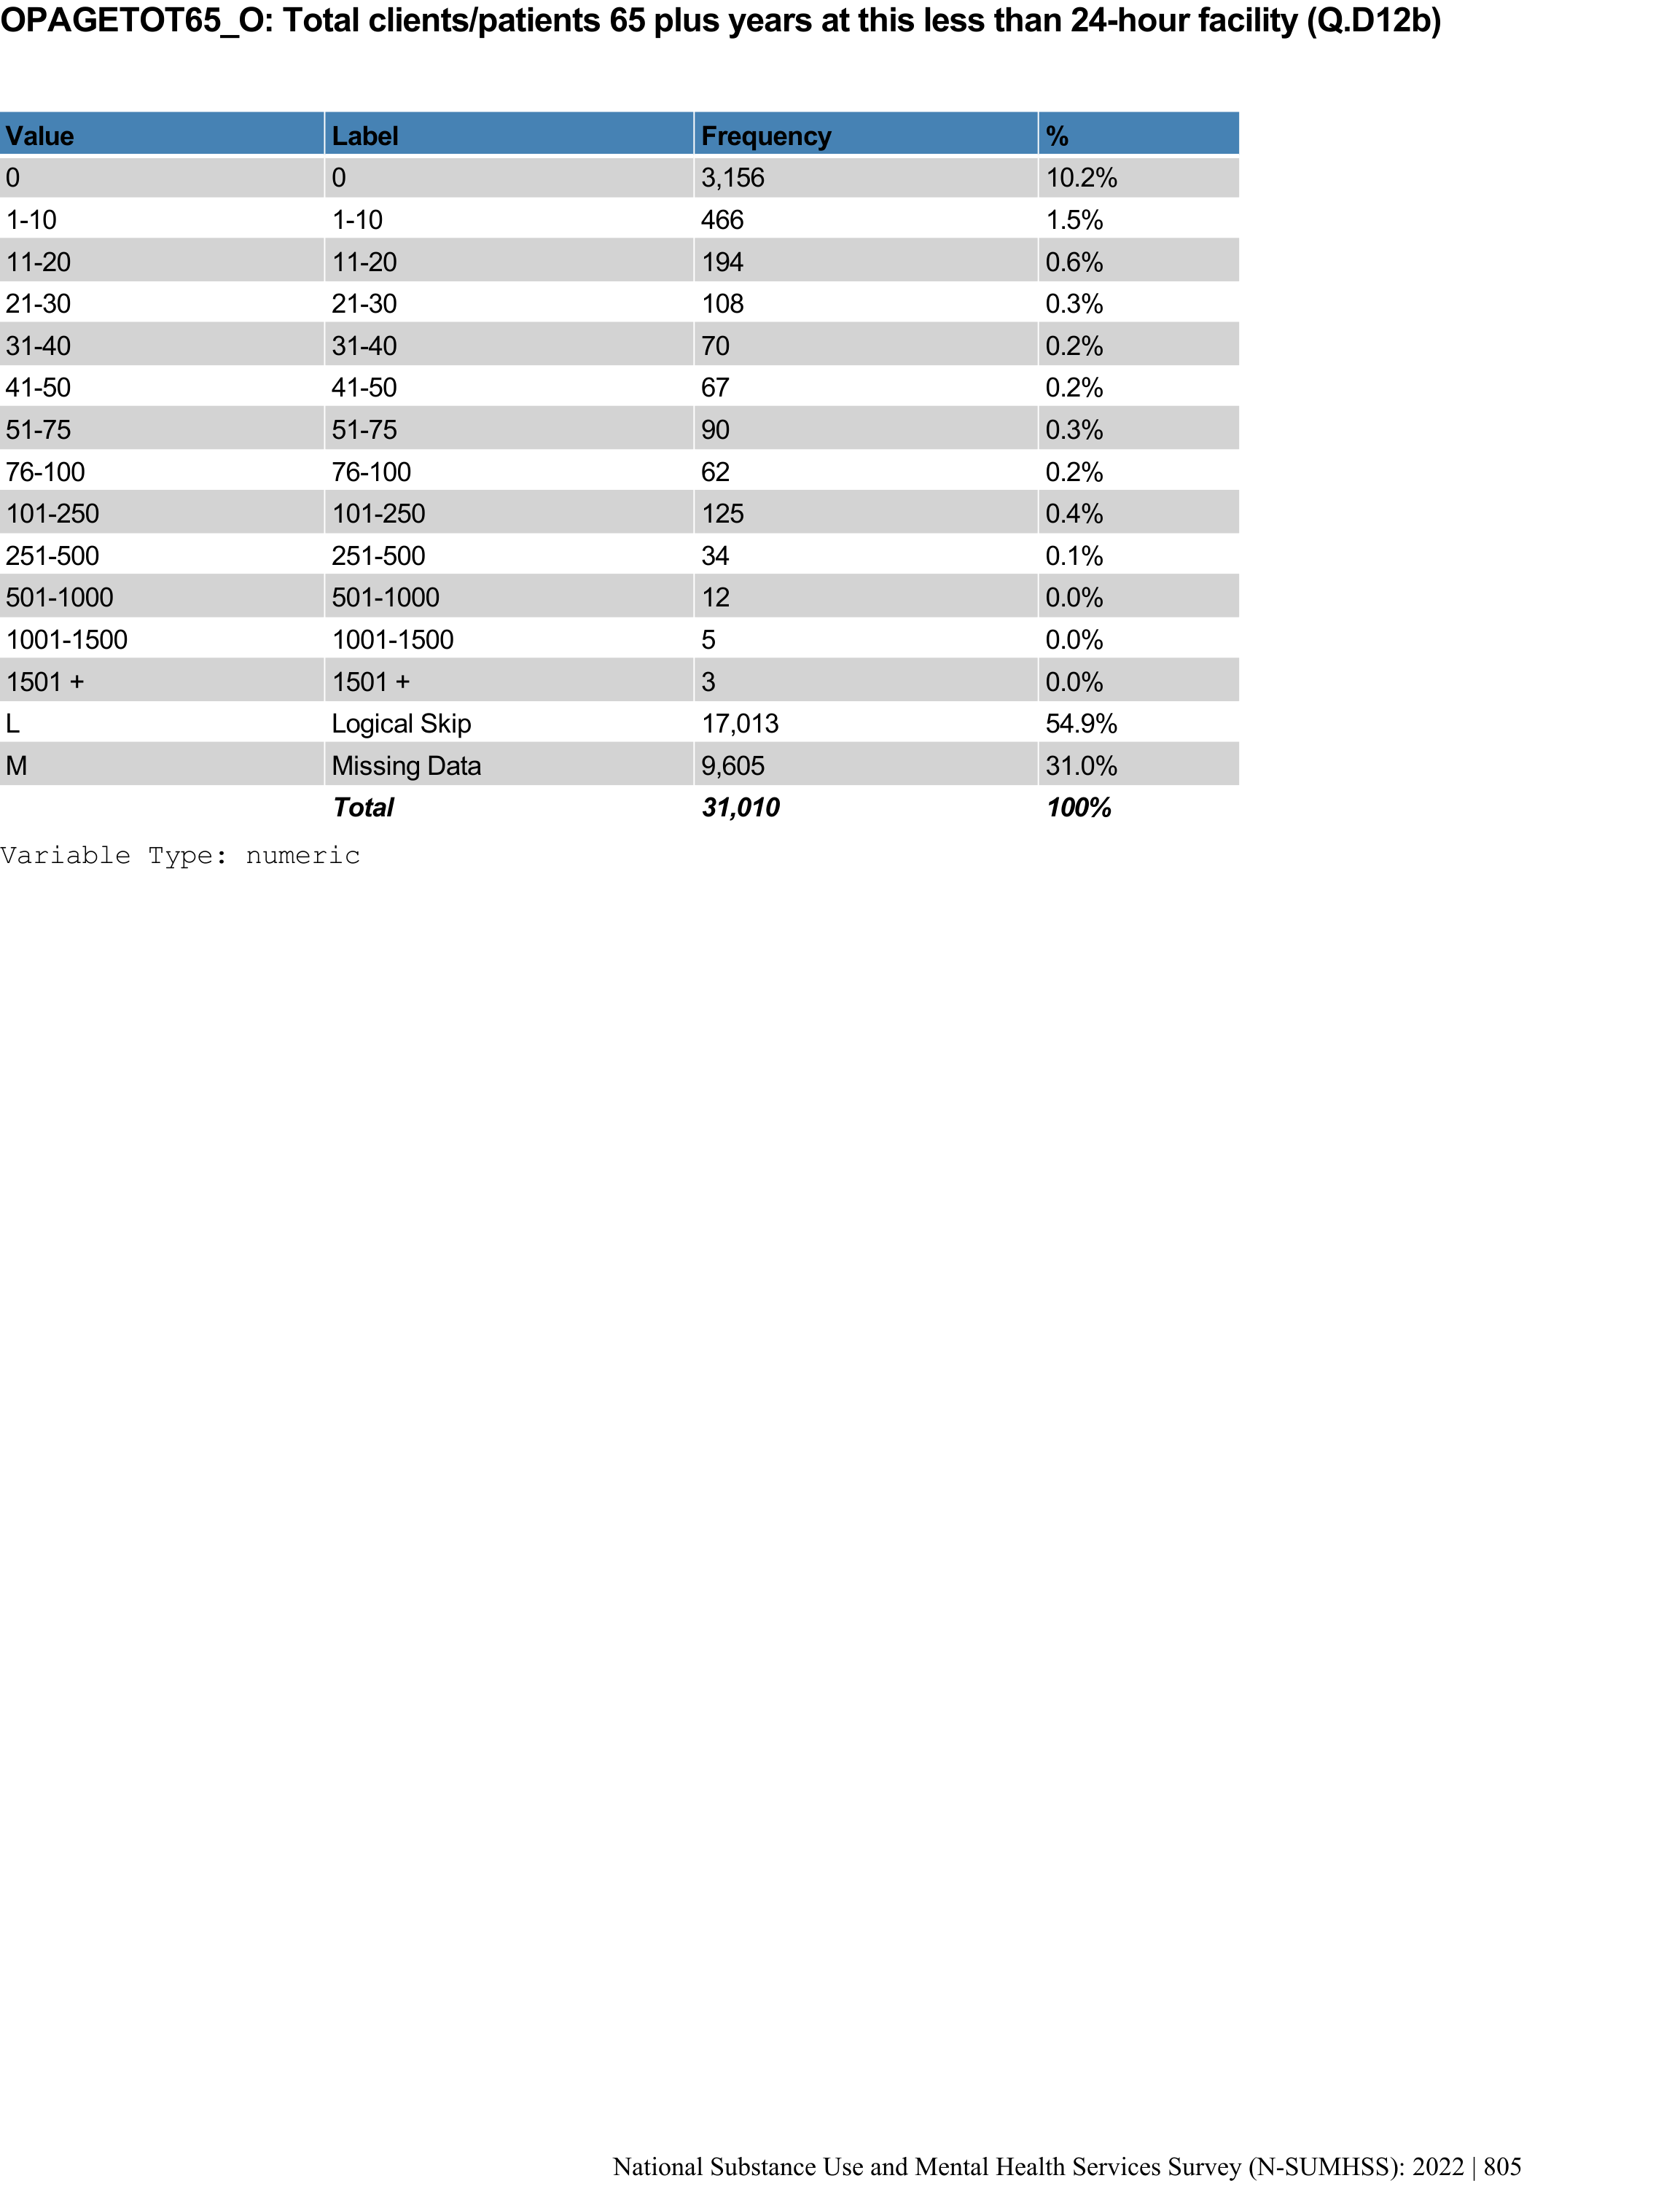 OPAGETOT65_O: Total clients/patients 65 plus years at this less than 24-hour facility (Q.D12b)
Value Label Frequency %
0 0 3,156 10.2%
1-10 1-10 466 1.5%
11-20 11-20 194 0.6%
21-30 21-30 108 0.3%
31-40 31-40 70 0.2%
41-50 41-50 67 0.2%
51-75 51-75 90 0.3%
76-100 76-100 62 0.2%
101-250 101-250 125 0.4%
251-500 251-500 34 0.1%
501-1000 501-1000 12 0.0%
1001-1500 1001-1500 5 0.0%
1501 + 1501 + 3 0.0%
L Logical Skip 17,013 54.9%
M Missing Data 9,605 31.0%
Total 31,010 100%
Variable Type: numeric
National Substance Use and Mental Health Services Survey (N-SUMHSS): 2022 | 805